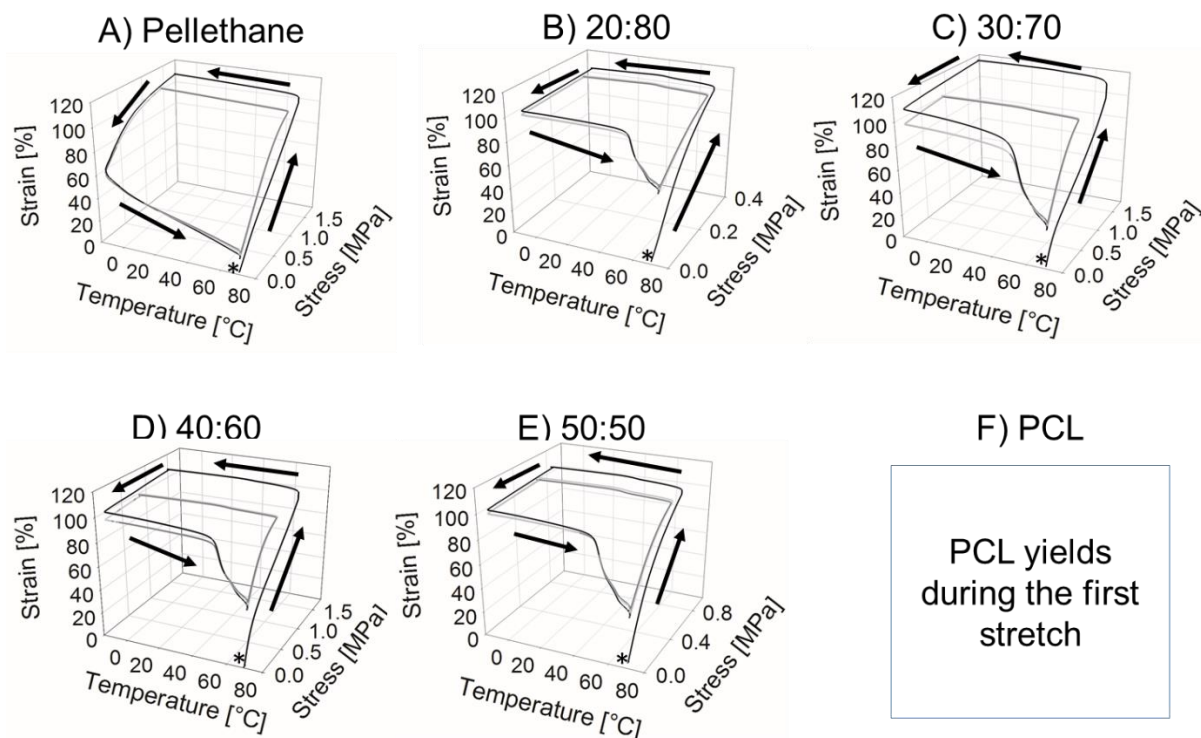 A) Pellethane
Strain [%]
120
100
80
60
40
20
0
0 20 40 60 80
Temperature [°C]
0.0 0.5 1.0 1.5
Stress [MPa]
*
B) 20:80
Strain [%]
120
100
80
60
40
20
0
0 20 40 60 80
Temperature [°C]
0.0 0.2 0.4
Stress [MPa]
*
C) 30:70
Strain [%]
120
100
80
60
40
20
0
0 20 40 60 80
Temperature [°C]
0.0 0.5 1.0 1.5
Stress [MPa]
*
D) 40:60
Strain [%]
120
100
80
60
40
20
0
0 20 40 60 80
Temperature [°C]
0.0 0.5 1.0 1.5
Stress [MPa]
*
E) 50:50
Strain [%]
120
100
80
60
40
20
0
0 20 40 60 80
Temperature [°C]
0.0 0.4 0.8
Stress [MPa]
*
F) PCL
PCL yields
during the first
stretch